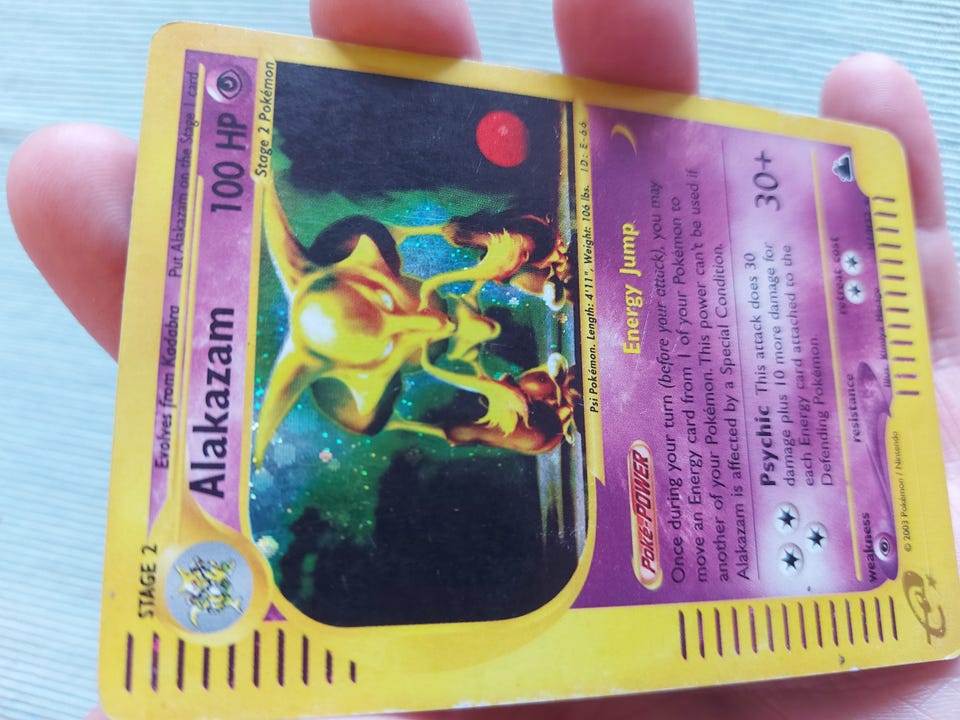 STAGE 2
Evolves from Kadabra
Put Alakazam on the Stage 1 card
Alakazam
100 HP
Stage 2 Pokémon
Psi Pokémon. Length: 4'11", Weight: 106 lbs. ID: E-66
Poké-POWER
Energy Jump
Once during your turn (before your attack), you may
move an Energy card from 1 of your Pokémon to
another of your Pokémon. This power can't be used if
Alakazam is affected by a Special Condition.
Psychic This attack does 30
damage plus 10 more damage for
each Energy card attached to the
Defending Pokémon.
30+
weakness
resistance
retreat cost
© 2003 Pokémon / Nintendo
e